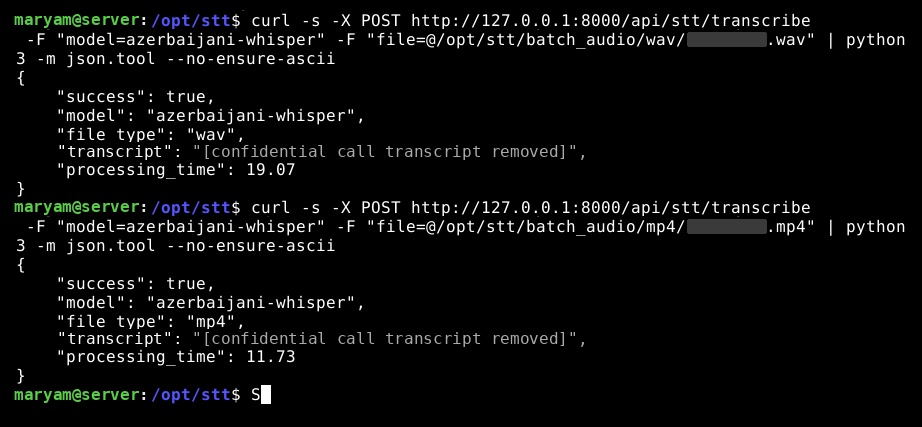 maryam@server:/opt/stt$ curl -s -X POST http://127.0.0.1:8000/api/stt/transcribe
 -F "model=azerbaijani-whisper" -F "file=@/opt/stt/batch_audio/wav/ .wav" | python
3 -m json.tool --no-ensure-ascii
{
    "success": true,
    "model": "azerbaijani-whisper",
    "file type": "wav",
    "transcript": "[confidential call transcript removed]",
    "processing_time": 19.07
}
maryam@server:/opt/stt$ curl -s -X POST http://127.0.0.1:8000/api/stt/transcribe
 -F "model=azerbaijani-whisper" -F "file=@/opt/stt/batch_audio/mp4/ .mp4" | python
3 -m json.tool --no-ensure-ascii
{
    "success": true,
    "model": "azerbaijani-whisper",
    "file type": "mp4",
    "transcript": "[confidential call transcript removed]",
    "processing_time": 11.73
}
maryam@server:/opt/stt$ S